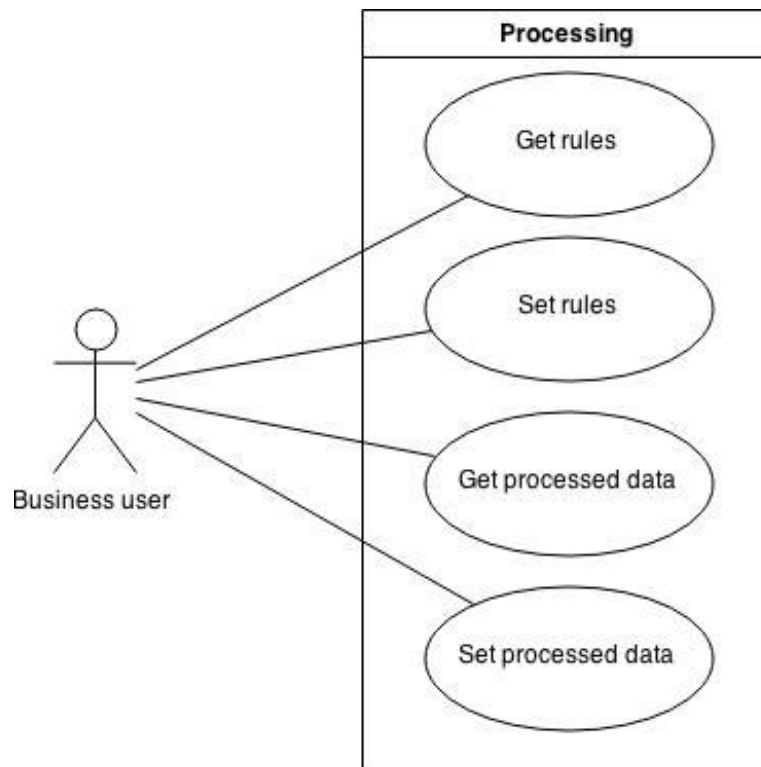 Processing
Get rules
Set rules
Business user
Get processed data
Set processed data